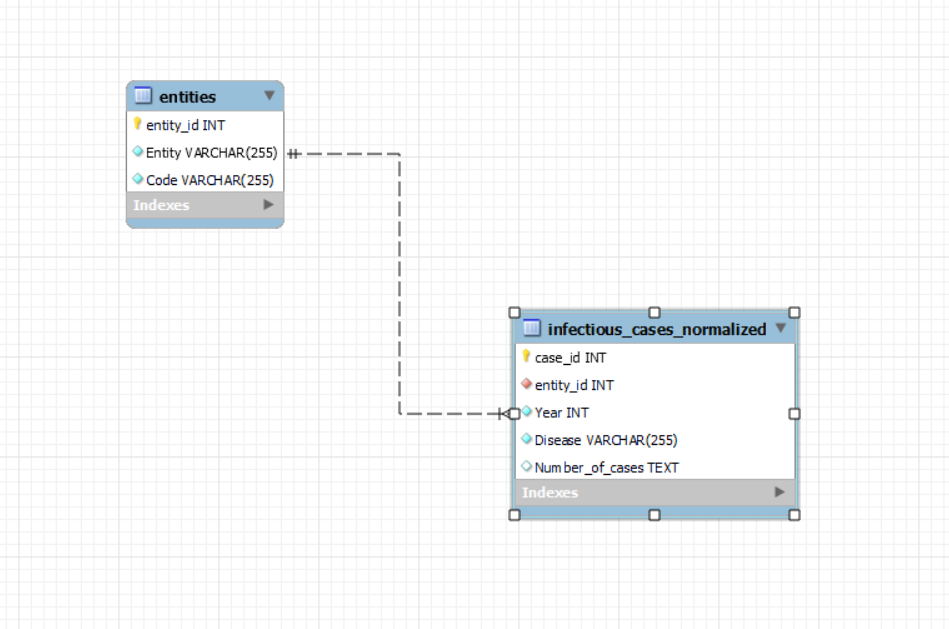 entities
entity_id INT
Entity VARCHAR(255)
Code VARCHAR(255)
Indexes
infectious_cases_normalized
case_id INT
entity_id INT
Year INT
Disease VARCHAR(255)
Number_of_cases TEXT
Indexes